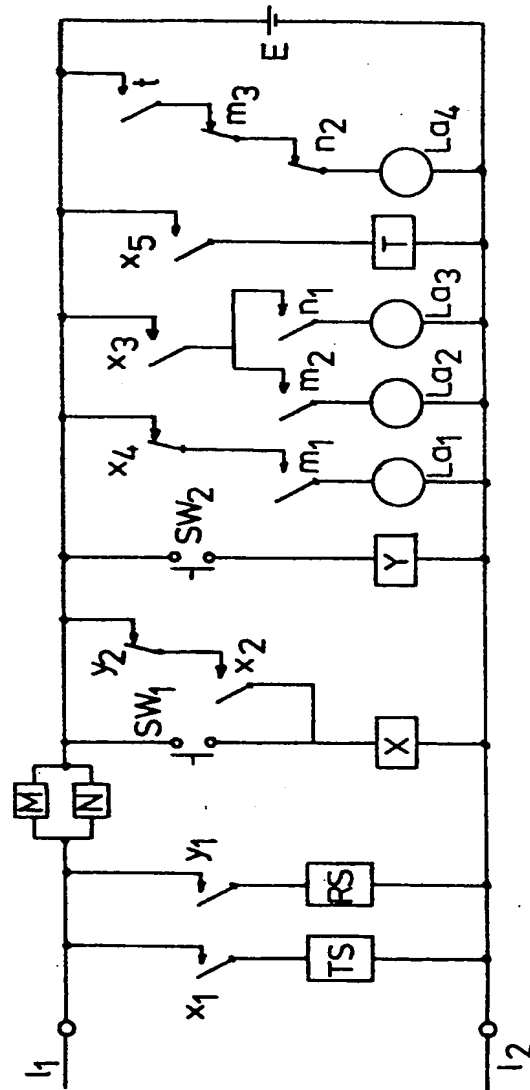 l₁
l₂
x₁
TS
y₁
RS
M
N
SW₁
X
y₂
x₂
SW₂
Y
x₄
m₁
La₁
x₃
m₂
La₂
n₁
La₃
x₅
T
t
m₃
n₂
La₄
E